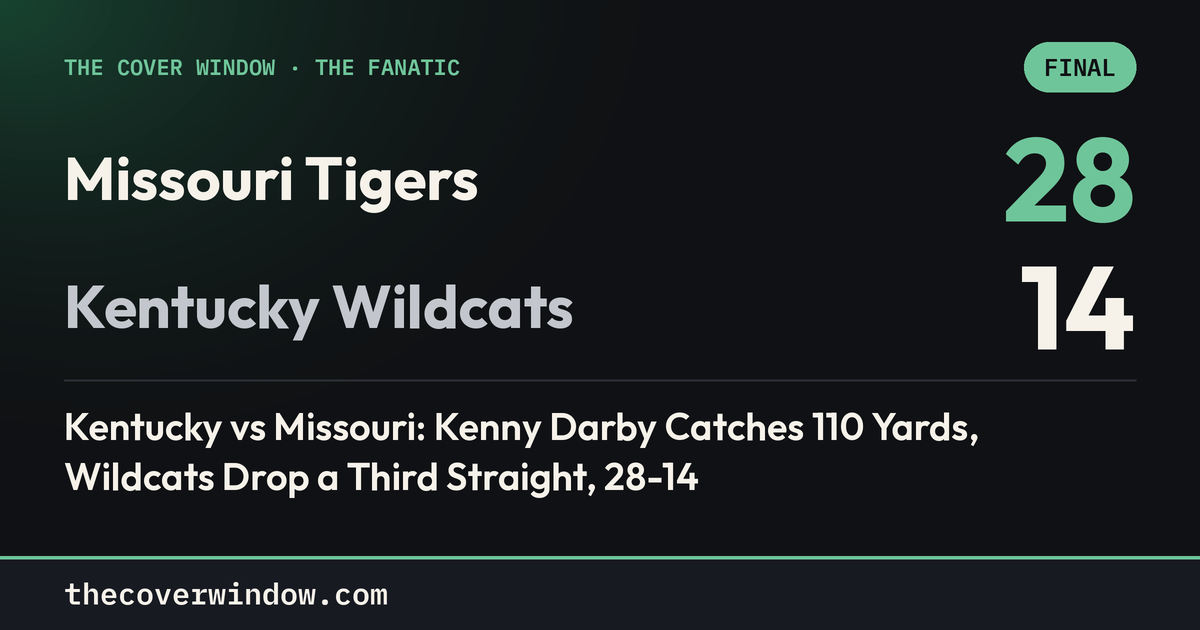 THE COVER WINDOW · THE FANATIC
FINAL
Missouri Tigers
28
Kentucky Wildcats
14
Kentucky vs Missouri: Kenny Darby Catches 110 Yards,
Wildcats Drop a Third Straight, 28-14
thecoverwindow.com